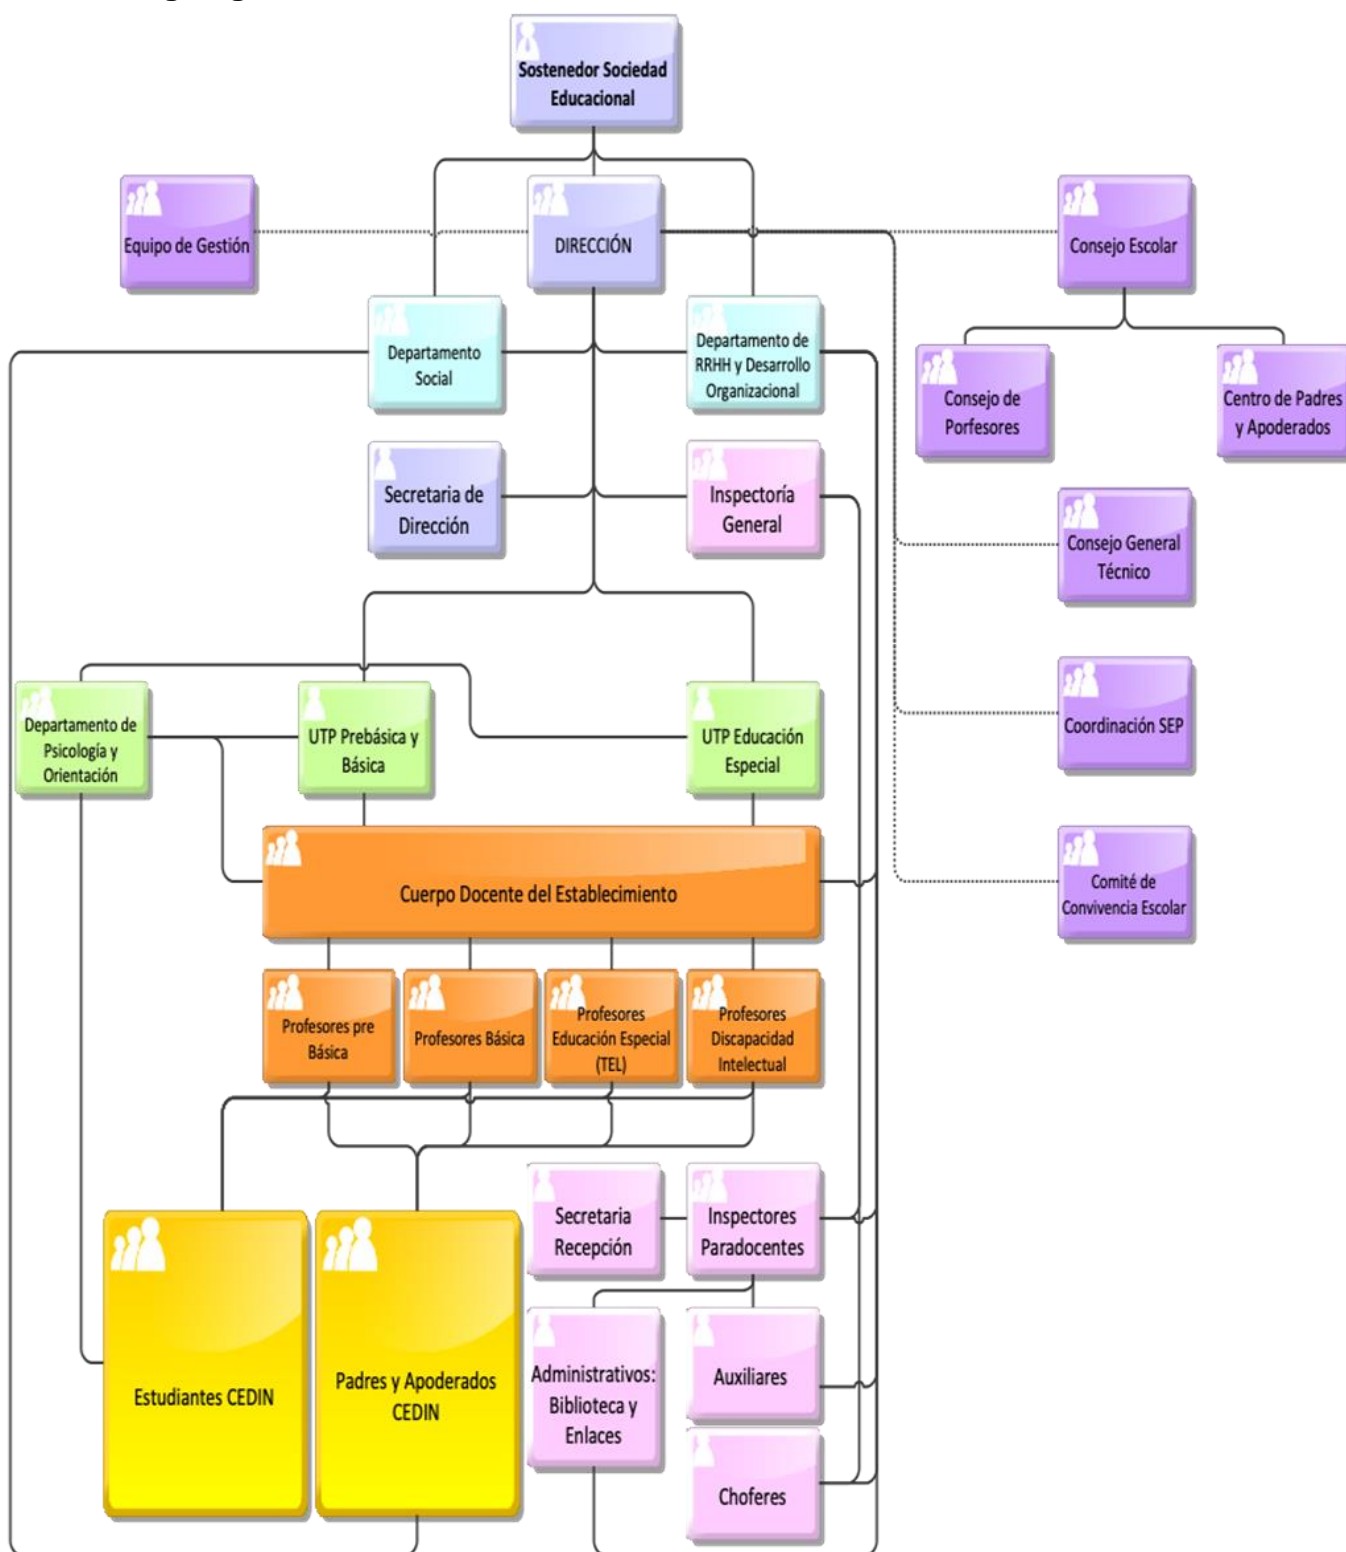 Sostenedor Sociedad
Educacional
Equipo de Gestión
DIRECCIÓN
Consejo Escolar
Departamento
Social
Departamento de
RRHH y Desarrollo
Organizacional
Consejo de
Porfesores
Centro de Padres
y Apoderados
Secretaria de
Dirección
Inspectoría
General
Consejo General
Técnico
Departamento de
Psicología y
Orientación
UTP Prebásica y
Básica
UTP Educación
Especial
Coordinación SEP
Cuerpo Docente del Establecimiento
Comité de
Convivencia Escolar
Profesores pre
Básica
Profesores Básica
Profesores
Educación Especial
(TEL)
Profesores
Discapacidad
Intelectual
Secretaria
Recepción
Inspectores
Paradocentes
Estudiantes CEDIN
Padres y Apoderados
CEDIN
Administrativos:
Biblioteca y
Enlaces
Auxiliares
Choferes